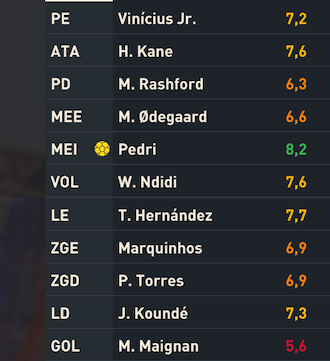 PE Vinícius Jr. 7,2
ATA H. Kane 7,6
PD M. Rashford 6,3
MEE M. Ødegaard 6,6
MEI Pedri 8,2
VOL W. Ndidi 7,6
LE T. Hernández 7,7
ZGE Marquinhos 6,9
ZGD P. Torres 6,9
LD J. Koundé 7,3
GOL M. Maignan 5,6